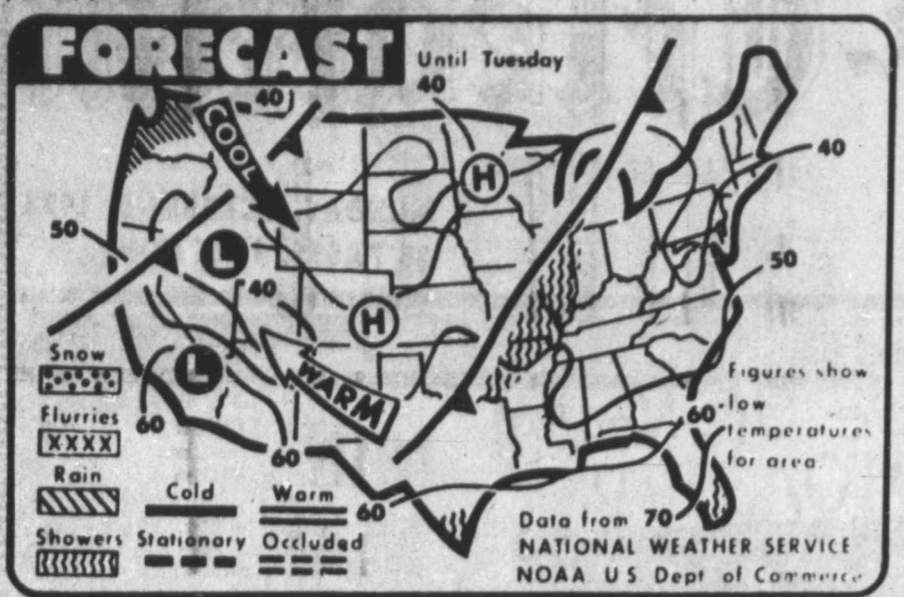 FORECAST
Until Tuesday
40
40
COOL
H
40
50
L
50
40
H
L
WARM
Figures show
low
temperatures
for area.
60
60
60
60
70
Snow
Flurries
XXXX
Rain
Showers
Cold
Warm
Stationary
Occluded
Data from
NATIONAL WEATHER SERVICE
NOAA U.S. Dept of Commerce